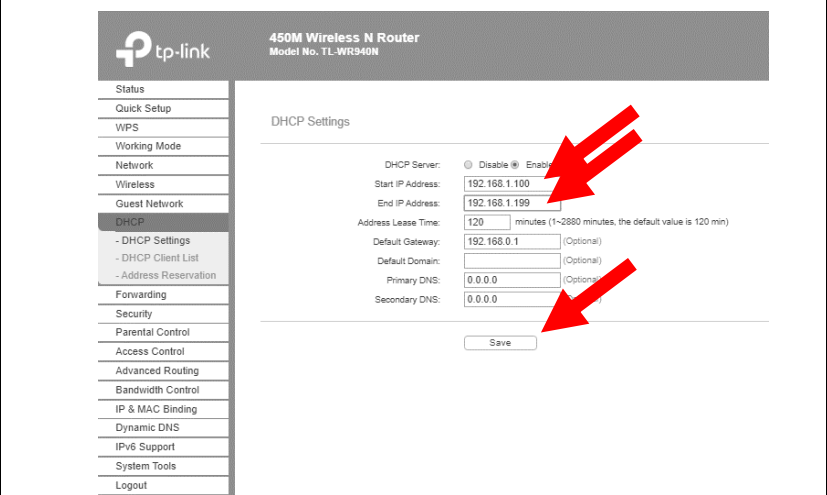 tp-link
450M Wireless N Router
Model No. TL-WR940N
Status
Quick Setup
WPS
Working Mode
Network
Wireless
Guest Network
DHCP
- DHCP Settings
- DHCP Client List
- Address Reservation
Forwarding
Security
Parental Control
Access Control
Advanced Routing
Bandwidth Control
IP & MAC Binding
Dynamic DNS
IPv6 Support
System Tools
Logout
DHCP Settings
DHCP Server: Disable Enable
Start IP Address: 192.168.1.100
End IP Address: 192.168.1.199
Address Lease Time: 120 minutes (1~2880 minutes, the default value is 120 min)
Default Gateway: 192.168.0.1 (Optional)
Default Domain: (Optional)
Primary DNS: 0.0.0.0 (Optional)
Secondary DNS: 0.0.0.0
Save